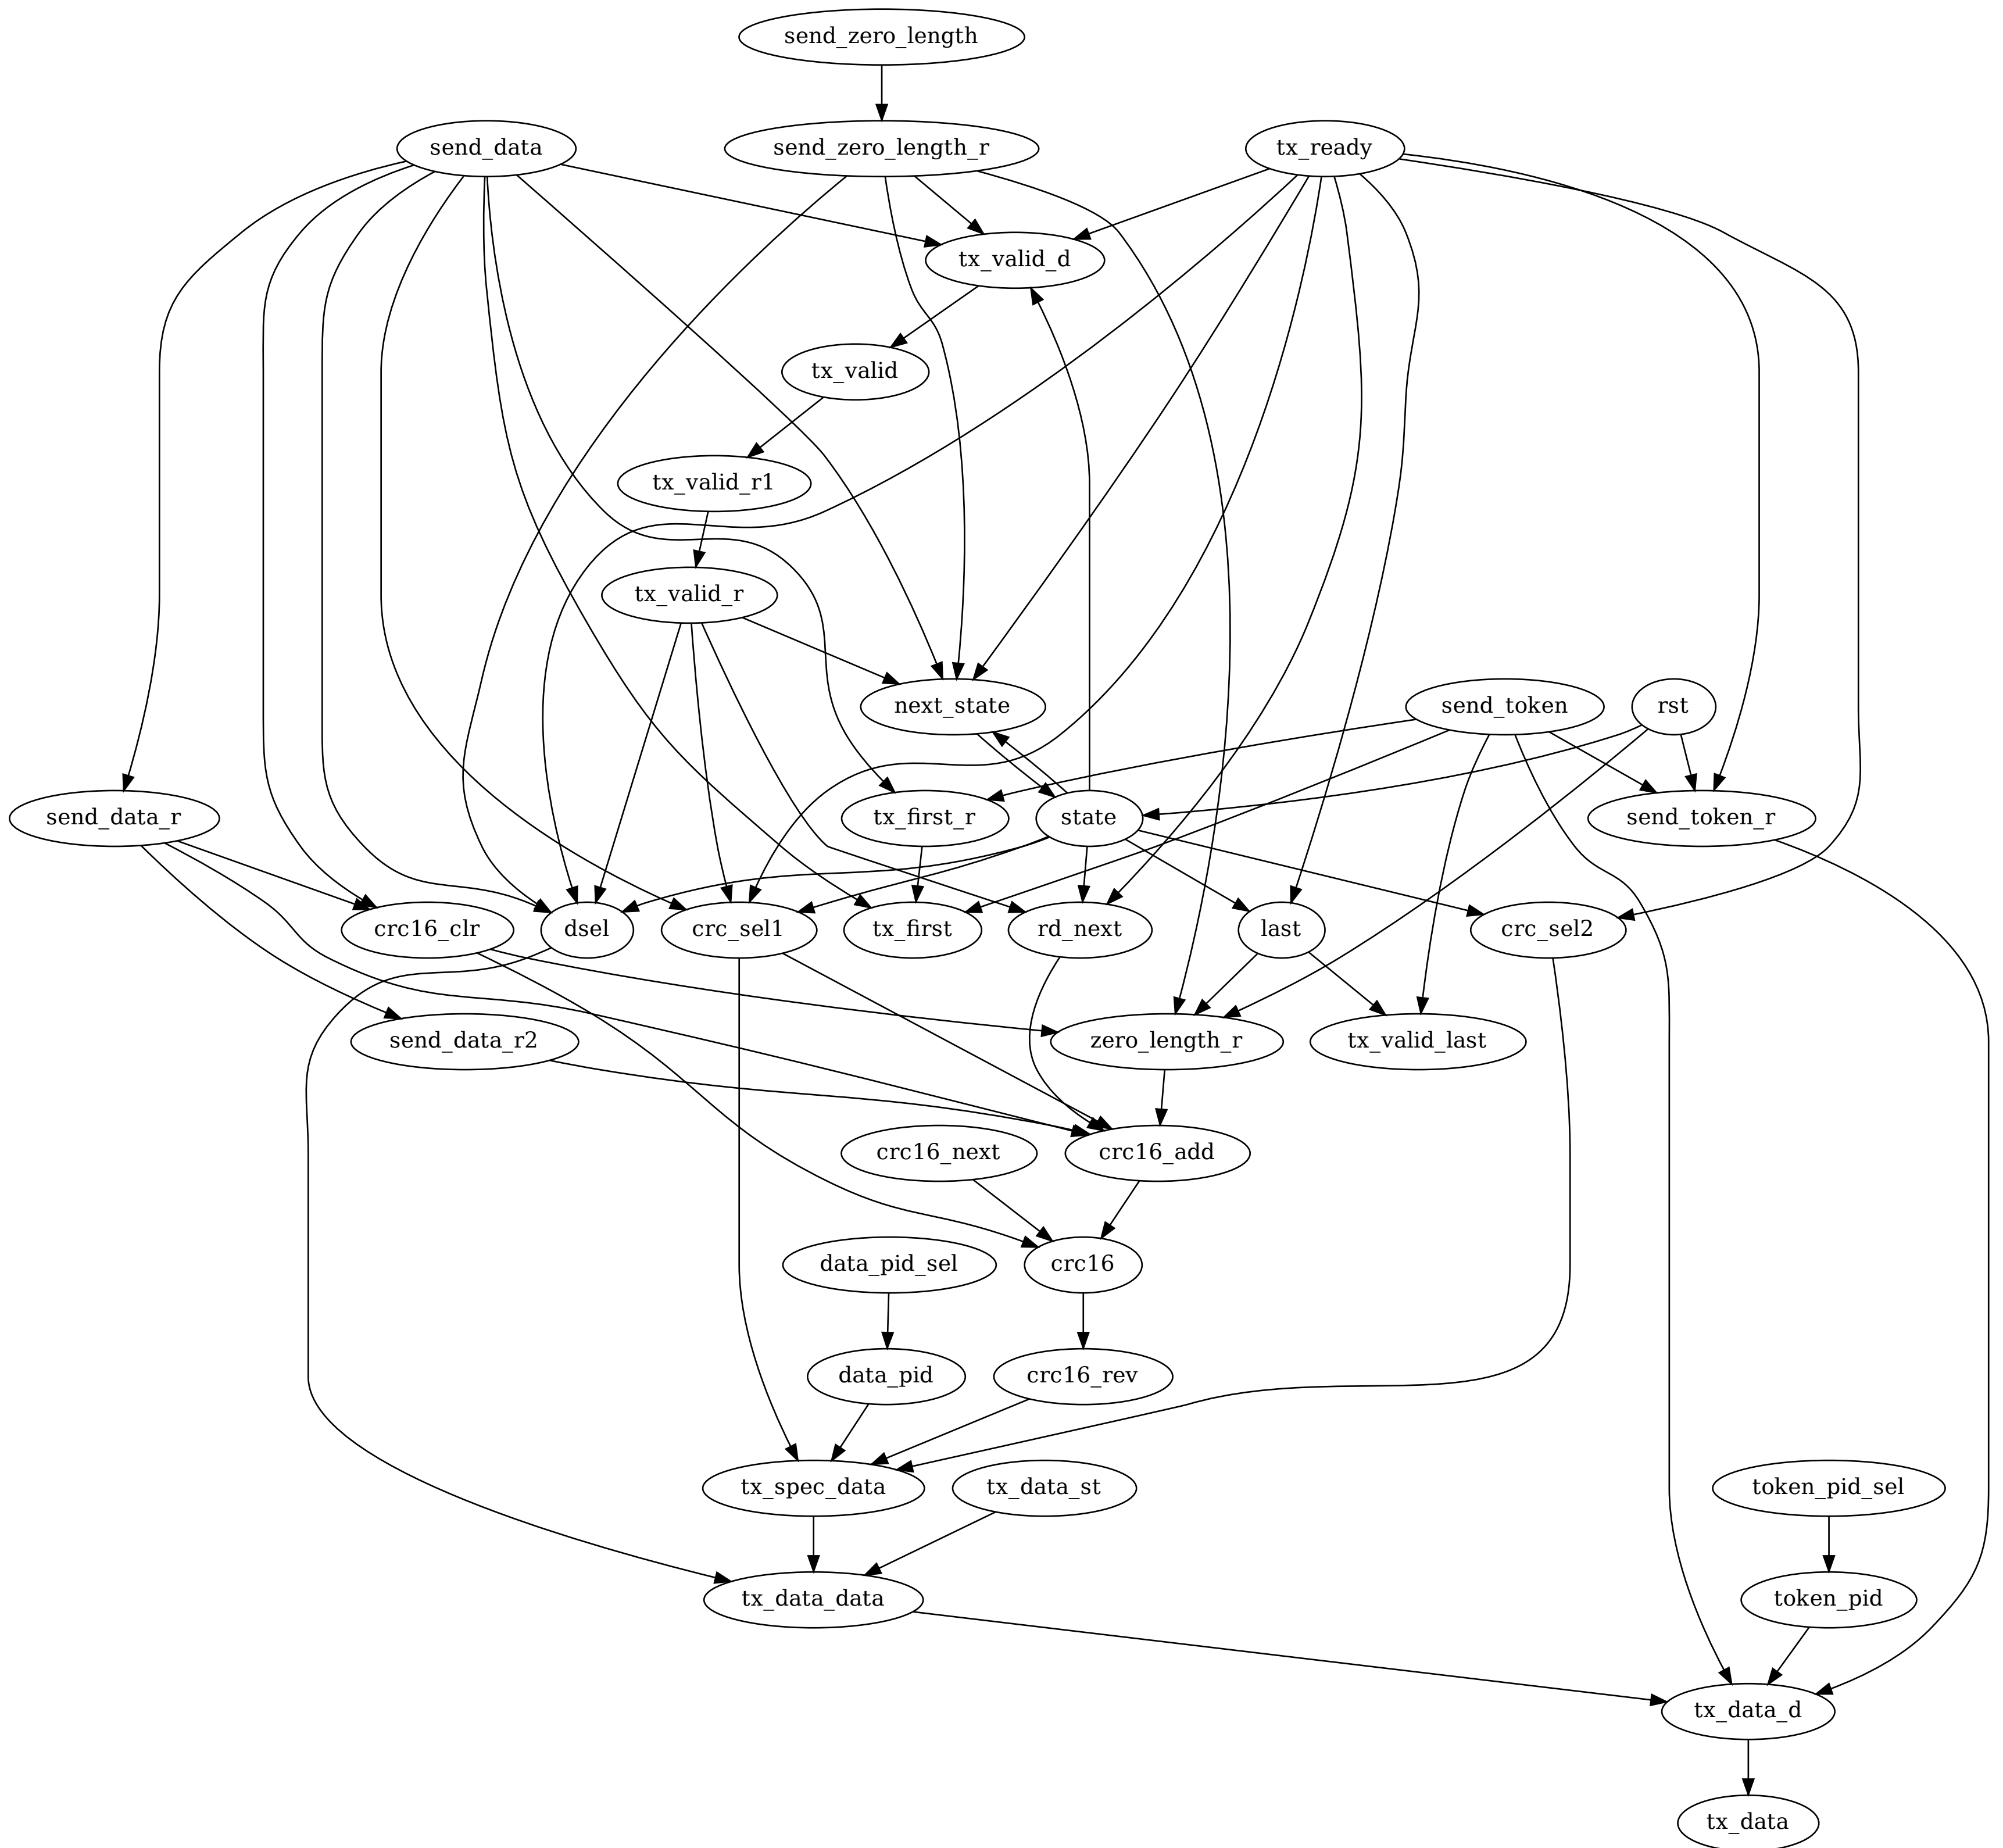 send_zero_length
send_data
send_zero_length_r
tx_ready
tx_valid_d
tx_valid
tx_valid_r1
tx_valid_r
next_state
send_token
rst
send_data_r
tx_first_r
state
send_token_r
crc16_clr
dsel
crc_sel1
tx_first
rd_next
last
crc_sel2
send_data_r2
zero_length_r
tx_valid_last
crc16_next
crc16_add
data_pid_sel
crc16
data_pid
crc16_rev
tx_spec_data
tx_data_st
token_pid_sel
tx_data_data
token_pid
tx_data_d
tx_data